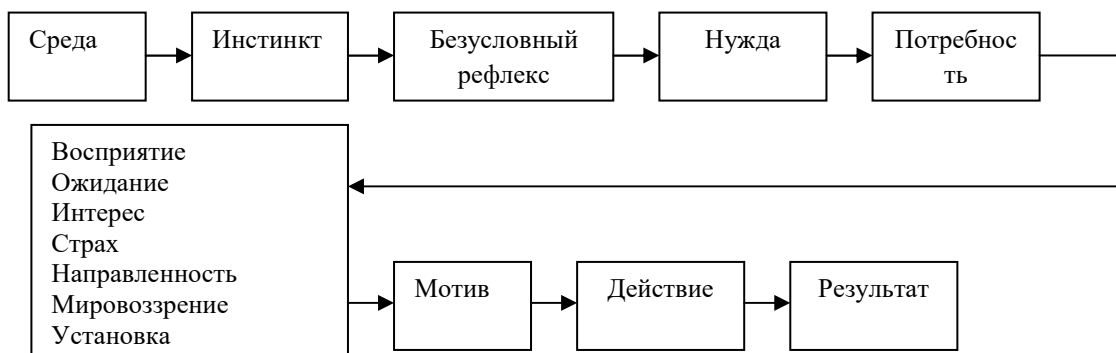 Среда
Инстинкт
Безусловный
рефлекс
Нужда
Потребнос
ть
Восприятие
Ожидание
Интерес
Страх
Направленность
Мировоззрение
Установка
Мотив
Действие
Результат